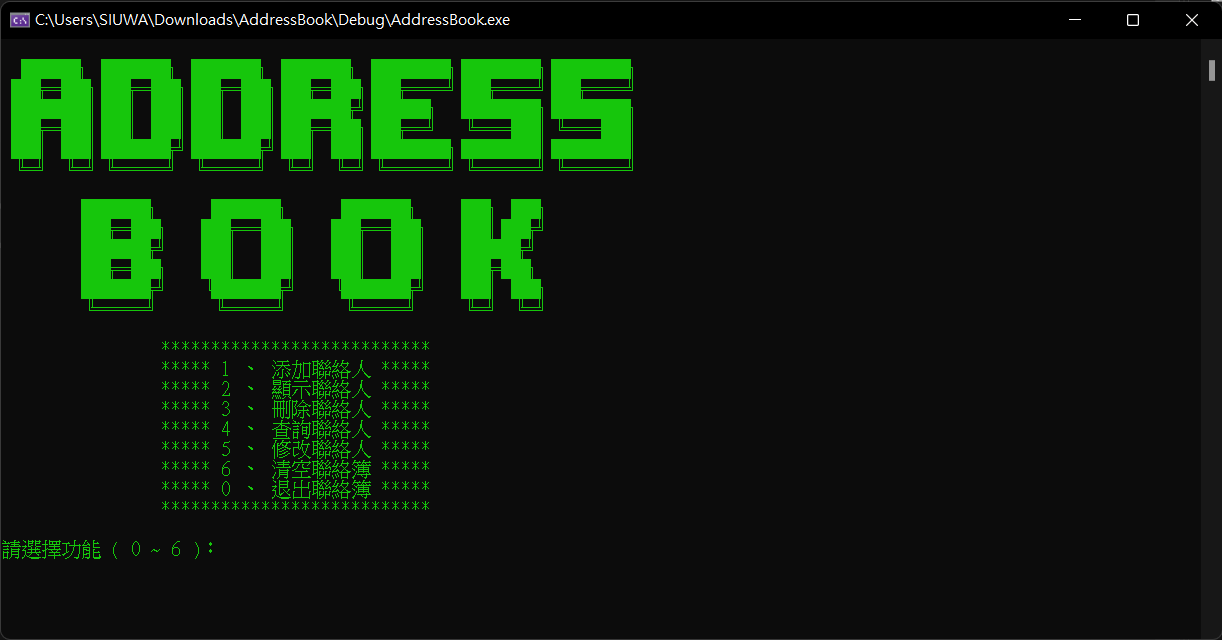 C:\Users\SIUWA\Downloads\AddressBook\Debug\AddressBook.exe
ADDRESS
BOOK
***************************
***** 1 、 添加聯絡人 *****
***** 2 、 顯示聯絡人 *****
***** 3 、 刪除聯絡人 *****
***** 4 、 查詢聯絡人 *****
***** 5 、 修改聯絡人 *****
***** 6 、 清空聯絡簿 *****
***** 0 、 退出聯絡簿 *****
***************************
請選擇功能 ( 0 ~ 6 ):